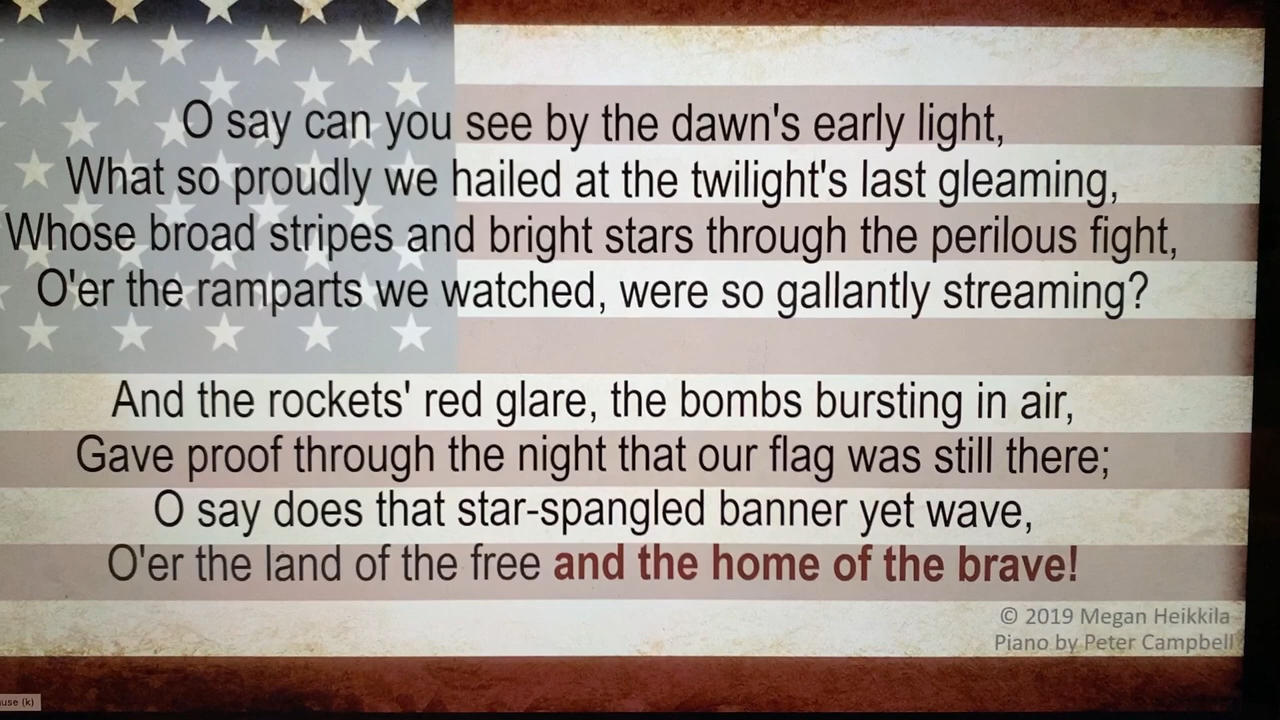 O say can you see by the dawn's early light,
What so proudly we hailed at the twilight's last gleaming,
Whose broad stripes and bright stars through the perilous fight,
O'er the ramparts we watched, were so gallantly streaming?
And the rockets' red glare, the bombs bursting in air,
Gave proof through the night that our flag was still there;
O say does that star-spangled banner yet wave,
O'er the land of the free and the home of the brave!
© 2019 Megan Heikkila
Piano by Peter Campbell
use (k)